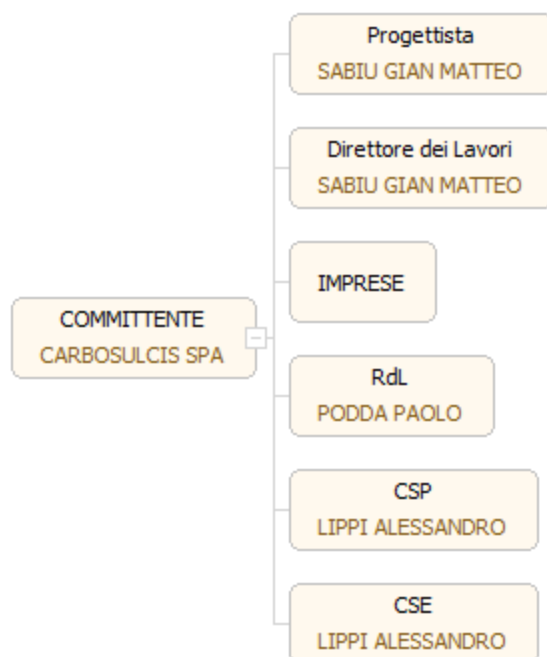 Progettista
SABIU GIAN MATTEO
Direttore dei Lavori
SABIU GIAN MATTEO
IMPRESE
COMMITTENTE
CARBOSULCIS SPA
RdL
PODDA PAOLO
CSP
LIPPI ALESSANDRO
CSE
LIPPI ALESSANDRO